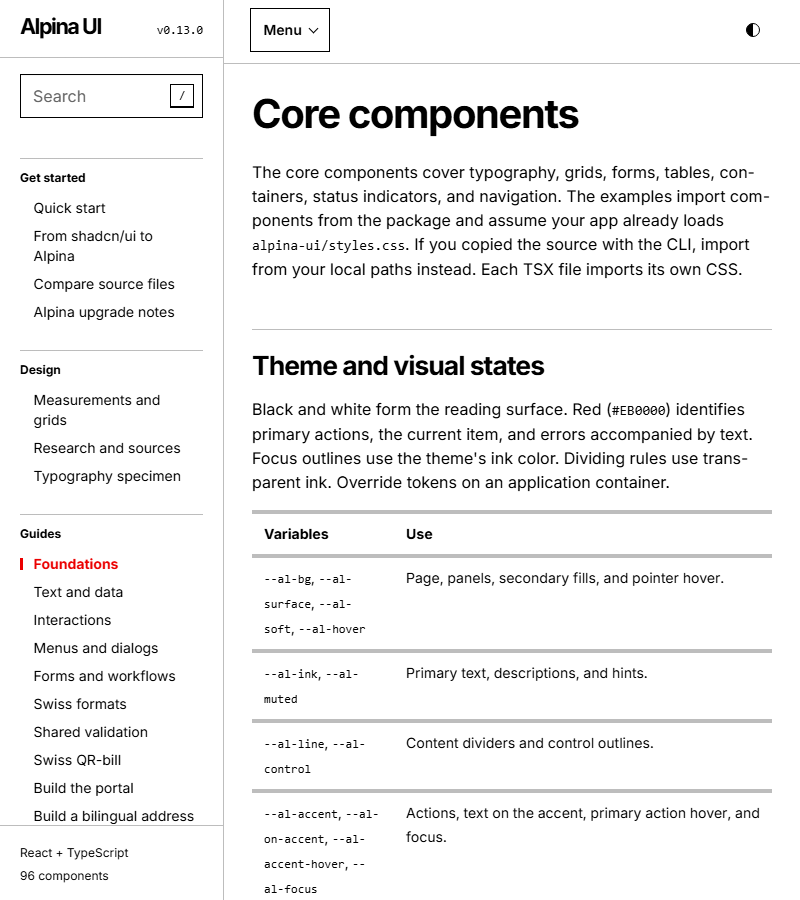 Alpina UI
v0.13.0
Search
/
Get started
Quick start
From shadcn/ui to
Alpina
Compare source files
Alpina upgrade notes
Design
Measurements and
grids
Research and sources
Typography specimen
Guides
Foundations
Text and data
Interactions
Menus and dialogs
Forms and workflows
Swiss formats
Shared validation
Swiss QR-bill
Build the portal
Build a bilingual address
React + TypeScript
96 components
Menu
Core components
The core components cover typography, grids, forms, tables, con-
tainers, status indicators, and navigation. The examples import com-
ponents from the package and assume your app already loads
alpina-ui/styles.css. If you copied the source with the CLI, import
from your local paths instead. Each TSX file imports its own CSS.
Theme and visual states
Black and white form the reading surface. Red (#EB0000) identifies
primary actions, the current item, and errors accompanied by text.
Focus outlines use the theme's ink color. Dividing rules use trans-
parent ink. Override tokens on an application container.
Variables Use
--al-bg, --al- Page, panels, secondary fills, and pointer hover.
surface, --al-
soft, --al-hover
--al-ink, --al- Primary text, descriptions, and hints.
muted
--al-line, --al- Content dividers and control outlines.
control
--al-accent, --al- Actions, text on the accent, primary action hover, and
on-accent, --al- focus.
accent-hover, --
al-focus